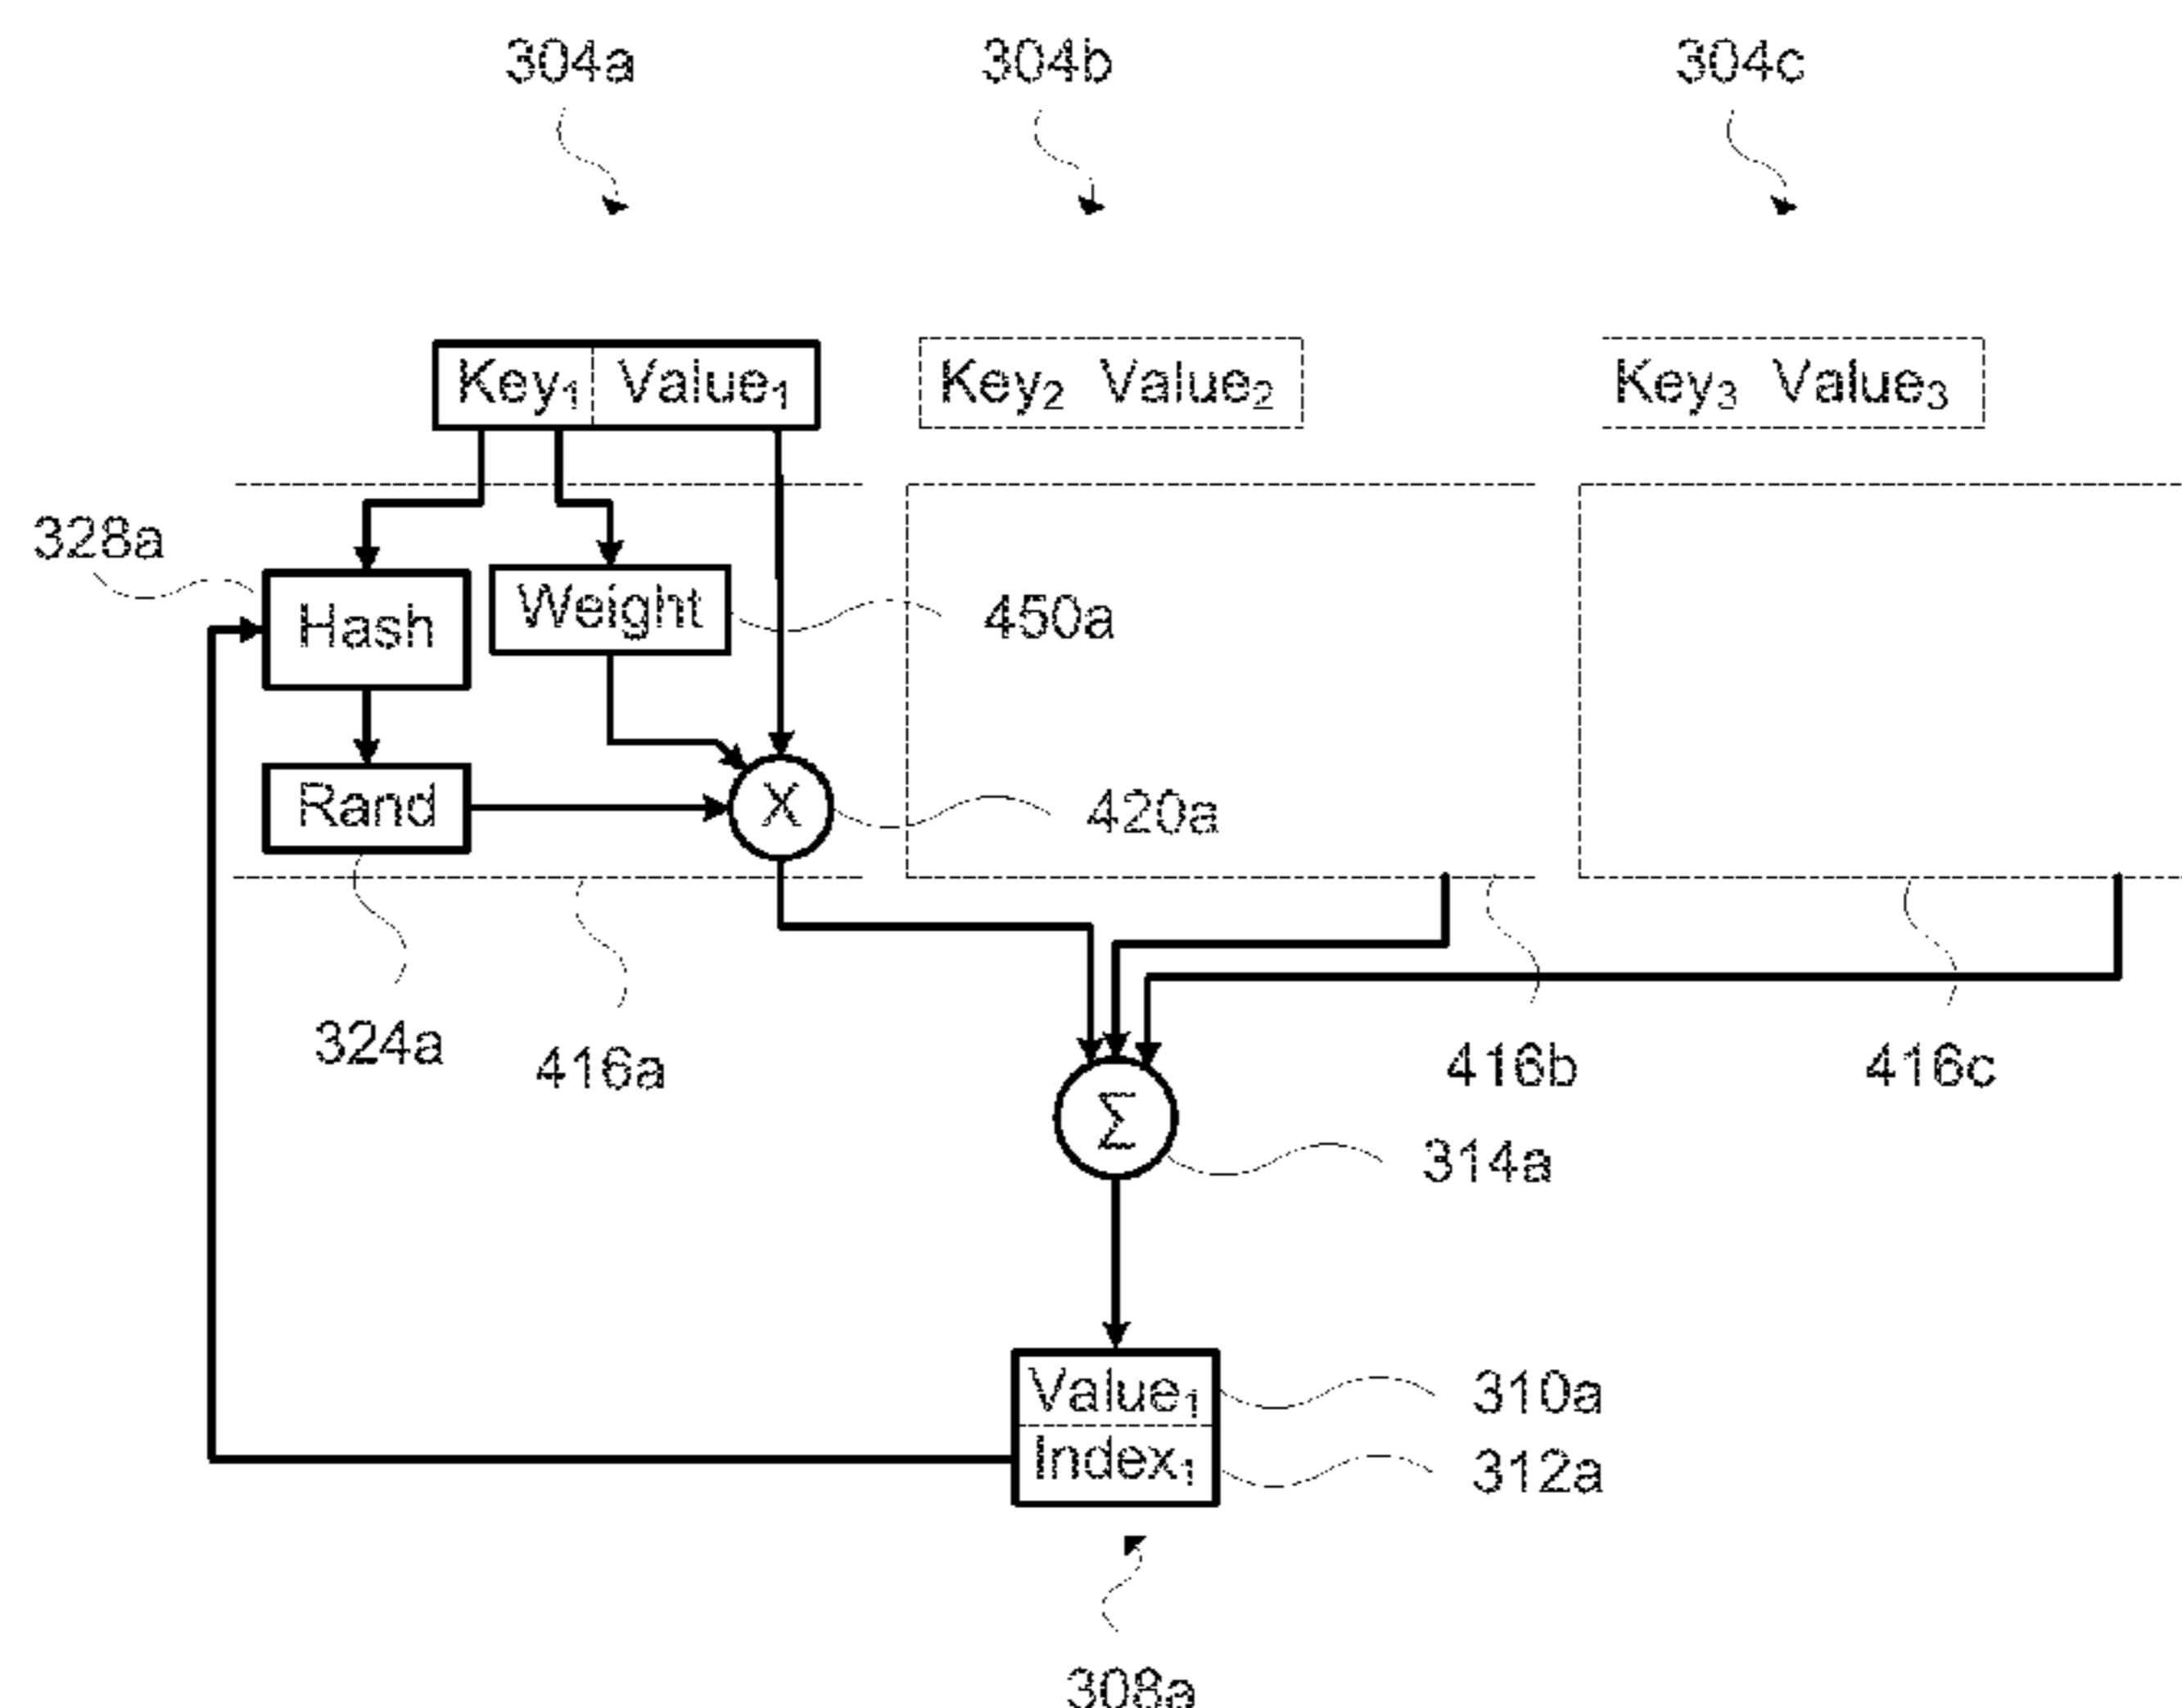 304a 304b 304c
Key₁ Value₁ Key₂ Value₂ Key₃ Value₃
328a
Hash Weight 450a
Rand X 420a
324a 416a 416b 416c
Σ
314a
Value₁ 310a
Index₁ 312a
308a